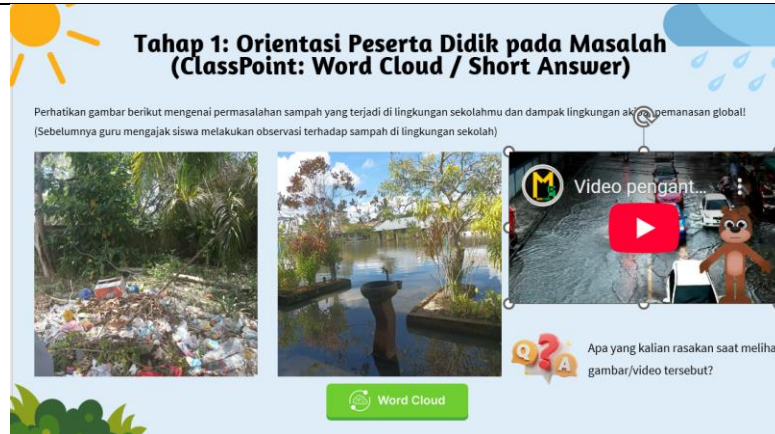 Tahap 1: Orientasi Peserta Didik pada Masalah
(ClassPoint: Word Cloud / Short Answer)
Perhatikan gambar berikut mengenai permasalahan sampah yang terjadi di lingkungan sekolahmu dan dampak lingkungan pemanasan global!
(Sebelumnya guru mengajak siswa melakukan observasi terhadap sampah di lingkungan sekolah)
Video pengant...
Q A
Apa yang kalian rasakan saat meliha
gambar/video tersebut?
Word Cloud